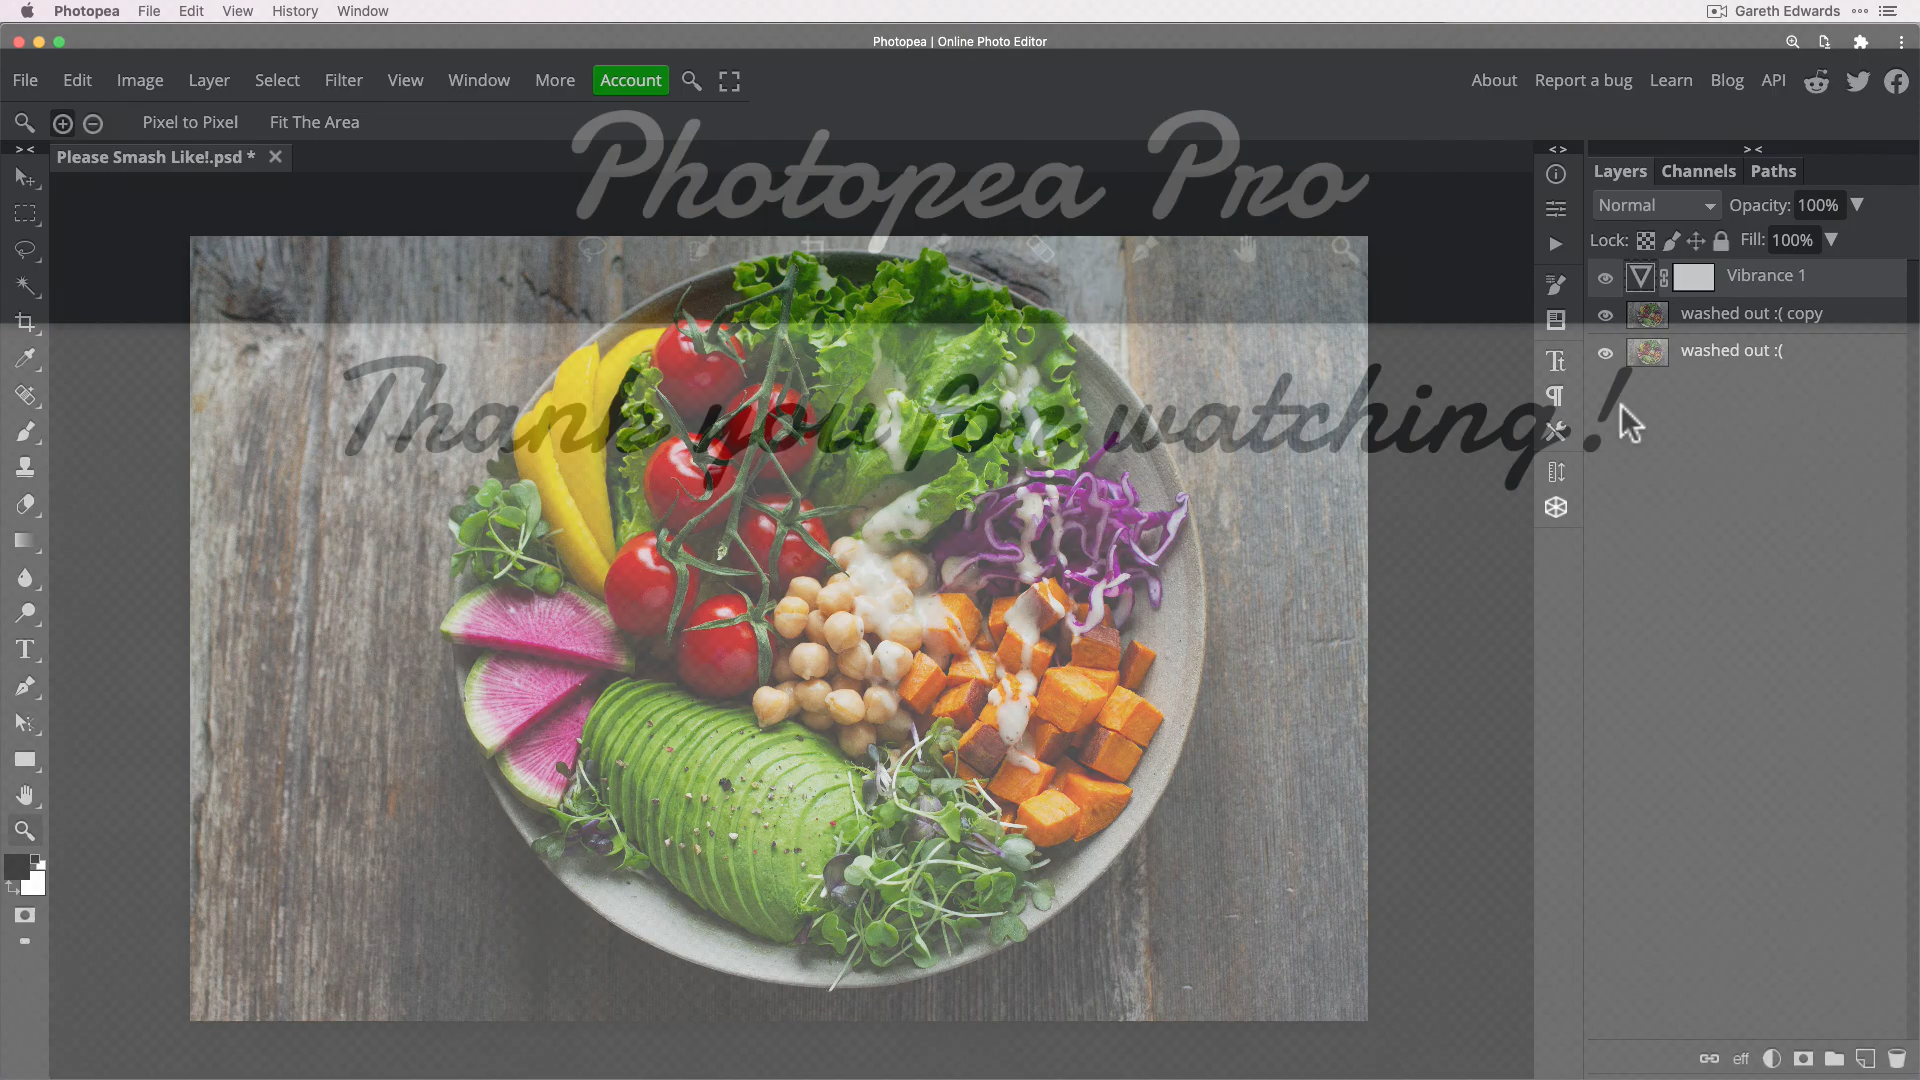 Photopea File Edit View History Window Gareth Edwards
Photopea | Online Photo Editor
File Edit Image Layer Select Filter View Window More Account About Report a bug Learn Blog API
Pixel to Pixel Fit The Area
Please Smash Like!.psd *
Photopea Pro
Thank you for watching!
Layers Channels Paths
Normal Opacity: 100%
Lock: Fill: 100%
Vibrance 1
washed out :( copy
washed out :(
eff